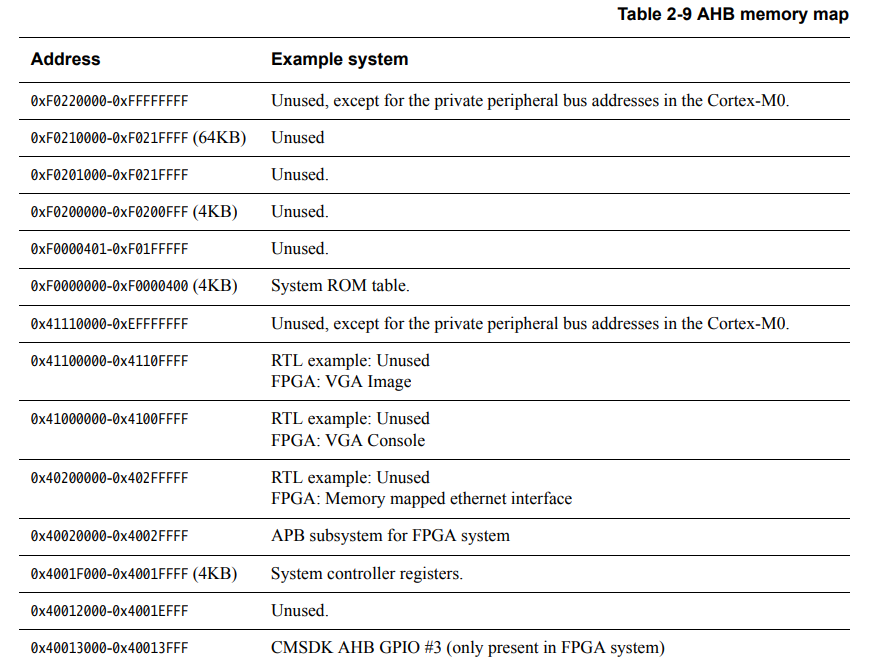 Table 2-9 AHB memory map
Address Example system
0xF0220000-0xFFFFFFFF Unused, except for the private peripheral bus addresses in the Cortex-M0.
0xF0210000-0xF021FFFF (64KB) Unused
0xF0201000-0xF021FFFF Unused.
0xF0200000-0xF0200FFF (4KB) Unused.
0xF0000401-0xF01FFFFF Unused.
0xF0000000-0xF0000400 (4KB) System ROM table.
0x41110000-0xEFFFFFFF Unused, except for the private peripheral bus addresses in the Cortex-M0.
0x41100000-0x4110FFFF RTL example: Unused
FPGA: VGA Image
0x41000000-0x4100FFFF RTL example: Unused
FPGA: VGA Console
0x40200000-0x402FFFFF RTL example: Unused
FPGA: Memory mapped ethernet interface
0x40020000-0x4002FFFF APB subsystem for FPGA system
0x4001F000-0x4001FFFF (4KB) System controller registers.
0x40012000-0x4001EFFF Unused.
0x40013000-0x40013FFF CMSDK AHB GPIO #3 (only present in FPGA system)